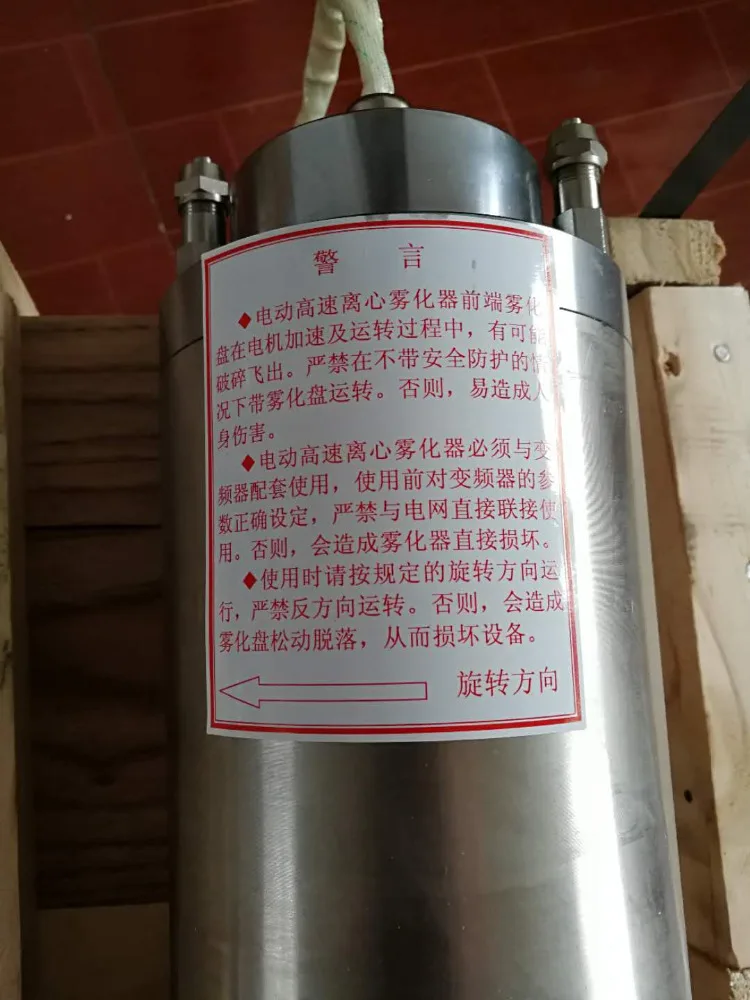 警 言
◆电动高速离心雾化器前端雾化
盘在电机加速及运转过程中，有可能
破碎飞出。严禁在不带安全防护的情
况下带雾化盘运转。否则，易造成人
身伤害。
◆电动高速离心雾化器必须与变
频器配套使用，使用前对变频器的参
数正确设定，严禁与电网直接联接使
用。否则，会造成雾化器直接损坏。
◆使用时请按规定的旋转方向运
行，严禁反方向运转。否则，会造成
雾化盘松动脱落，从而损坏设备。
旋转方向